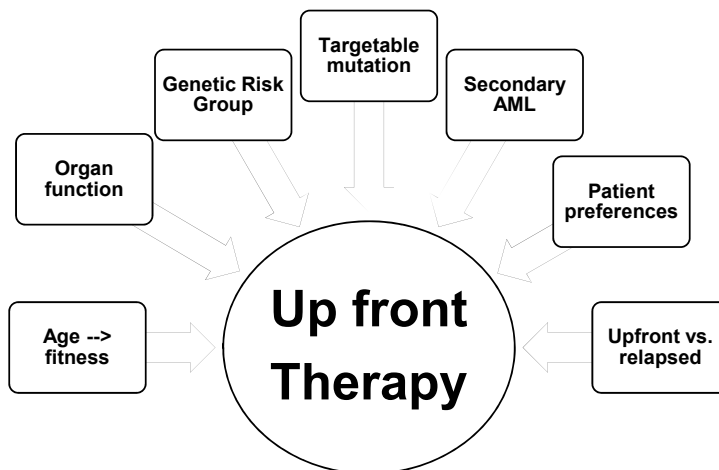 Targetable
mutation
Genetic Risk
Group
Secondary
AML
Organ
function
Patient
preferences
Age -->
fitness
Up front
Therapy
Upfront vs.
relapsed